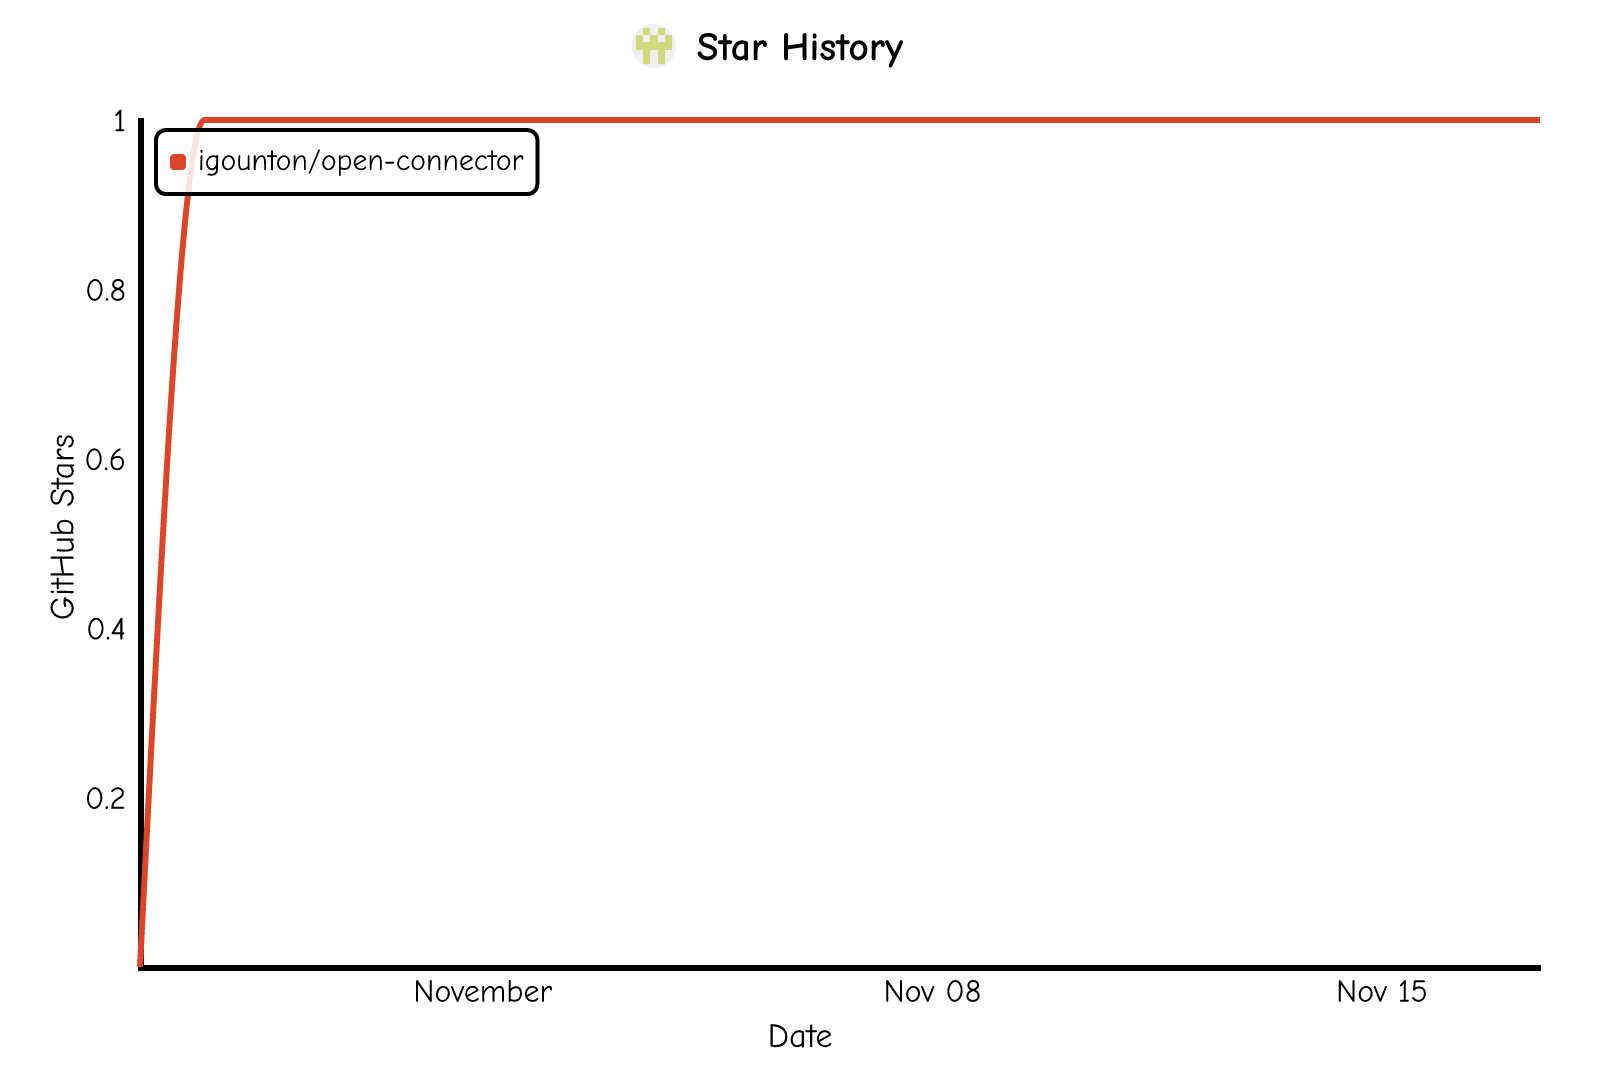 Star History
igounton/open-connector
1
0.8
0.6
0.4
0.2
GitHub Stars
November
Nov 08
Nov 15
Date